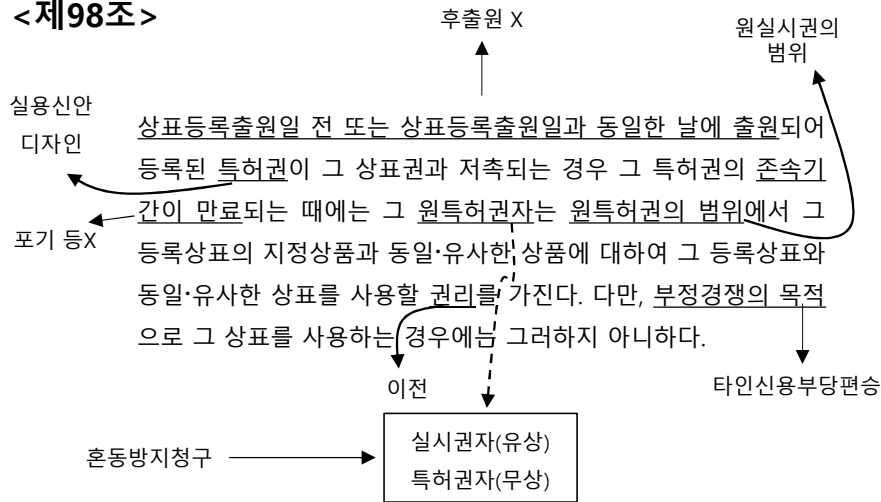 <제98조>
후출원 X
원실시권의
범위
실용신안
디자인
상표등록출원일 전 또는 상표등록출원일과 동일한 날에 출원되어
등록된 특허권이 그 상표권과 저촉되는 경우 그 특허권의 존속기
간이 만료되는 때에는 그 원특허권자는 원특허권의 범위에서 그
포기 등X
등록상표의 지정상품과 동일·유사한 상품에 대하여 그 등록상표와
동일·유사한 상표를 사용할 권리를 가진다. 다만, 부정경쟁의 목적
으로 그 상표를 사용하는 경우에는 그러하지 아니하다.
이전
타인신용부당편승
혼동방지청구
실시권자(유상)
특허권자(무상)